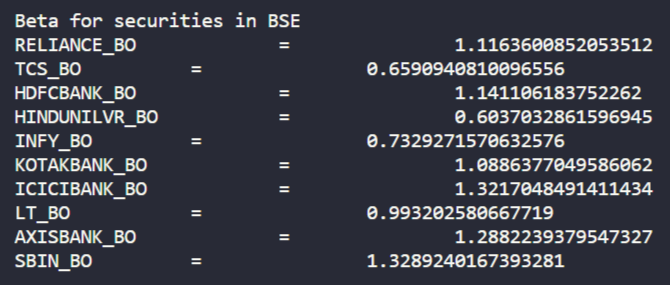 Beta for securities in BSE
RELIANCE_BO = 1.1163600852053512
TCS_BO = 0.6590940810096556
HDFCBANK_BO = 1.141106183752262
HINDUNILVR_BO = 0.6037032861596945
INFY_BO = 0.7329271570632576
KOTAKBANK_BO = 1.0886377049586062
ICICIBANK_BO = 1.3217048491411434
LT_BO = 0.993202580667719
AXISBANK_BO = 1.2882239379547327
SBIN_BO = 1.3289240167393281